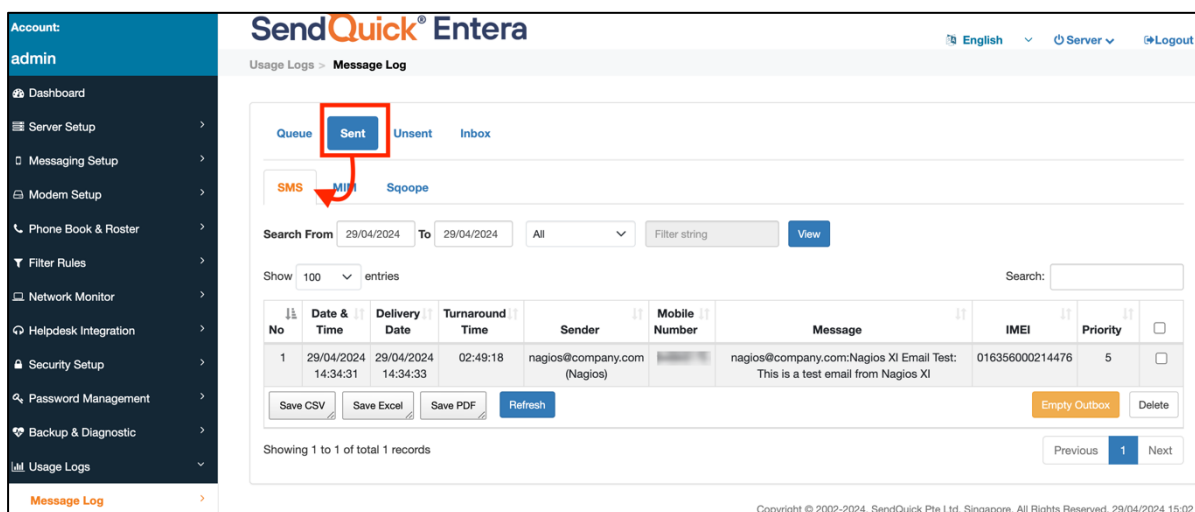 Account:
admin
Dashboard
Server Setup
Messaging Setup
Modem Setup
Phone Book & Roster
Filter Rules
Network Monitor
Helpdesk Integration
Security Setup
Password Management
Backup & Diagnostic
Usage Logs
Message Log
SendQuick® Entera
English Server Logout
Usage Logs > Message Log
Queue Sent Unsent Inbox
SMS MIM Sqoope
Search From 29/04/2024 To 29/04/2024 All Filter string View
Show 100 entries Search:
No Date & Time Delivery Date Turnaround Time Sender Mobile Number Message IMEI Priority
1 29/04/2024 29/04/2024 02:49:18 nagios@company.com nagios@company.com:Nagios XI Email Test: 016356000214476 5
14:34:31 14:34:33 (Nagios) This is a test email from Nagios XI
Save CSV Save Excel Save PDF Refresh Empty Outbox Delete
Showing 1 to 1 of total 1 records Previous 1 Next
Copyright © 2002-2024, SendQuick Pte Ltd, Singapore. All Rights Reserved. 29/04/2024 15:02